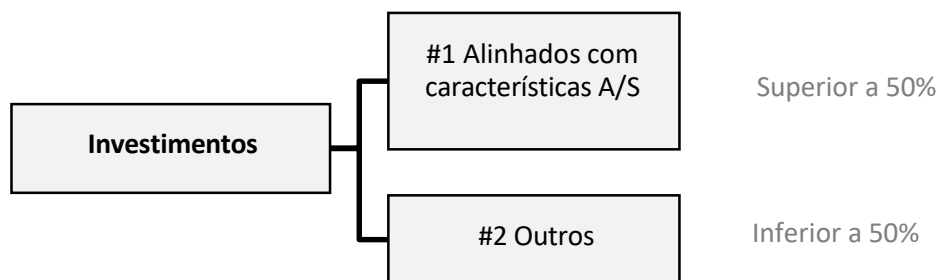 #1 Alinhados com
características A/S
Superior a 50%
Investimentos
#2 Outros
Inferior a 50%